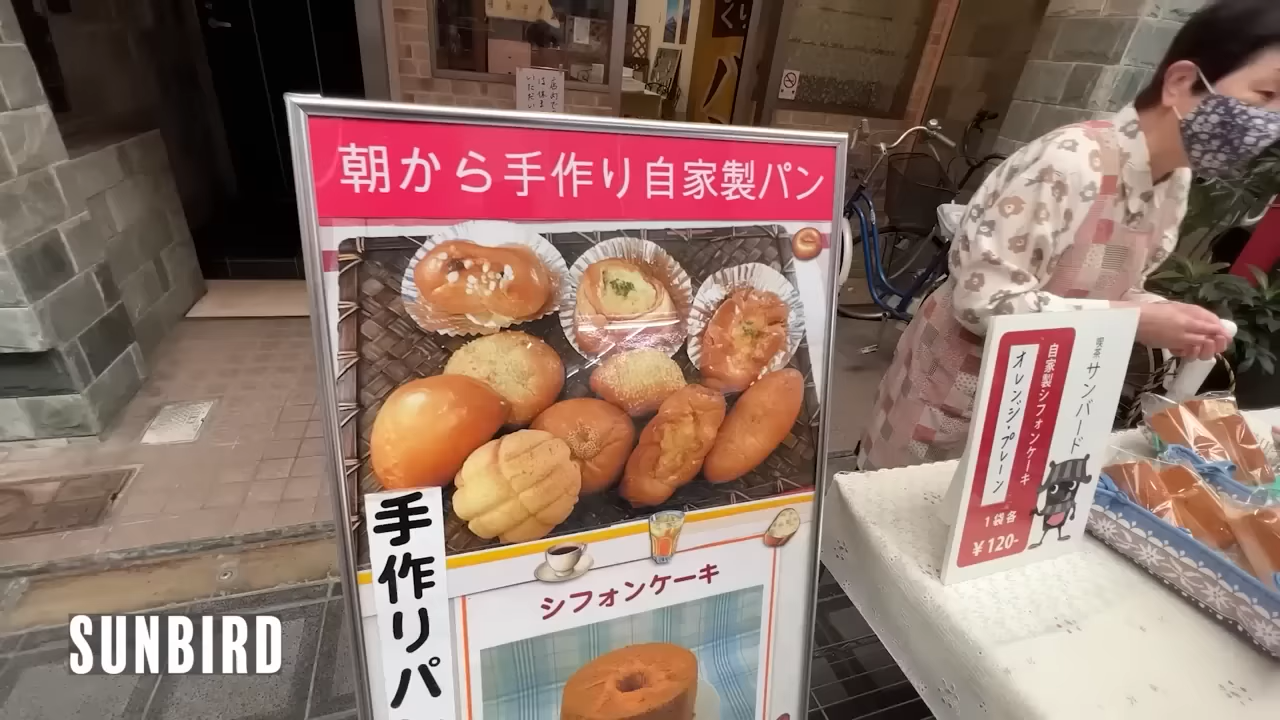 朝から手作り自家製パン
手作りパ
シフォンケーキ
喫茶 サンバード
自家製シフォンケーキ
オレンジ・プレーン
1袋各
￥120-
SUNBIRD